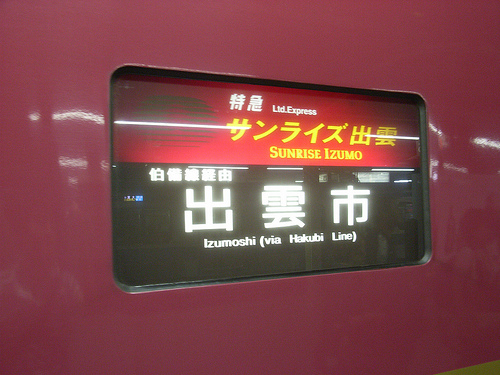 特急 Ltd.Express
サンライズ出雲
SUNRISE IZUMO
伯備線経由
出雲市
Izumoshi (via Hakubi Line)